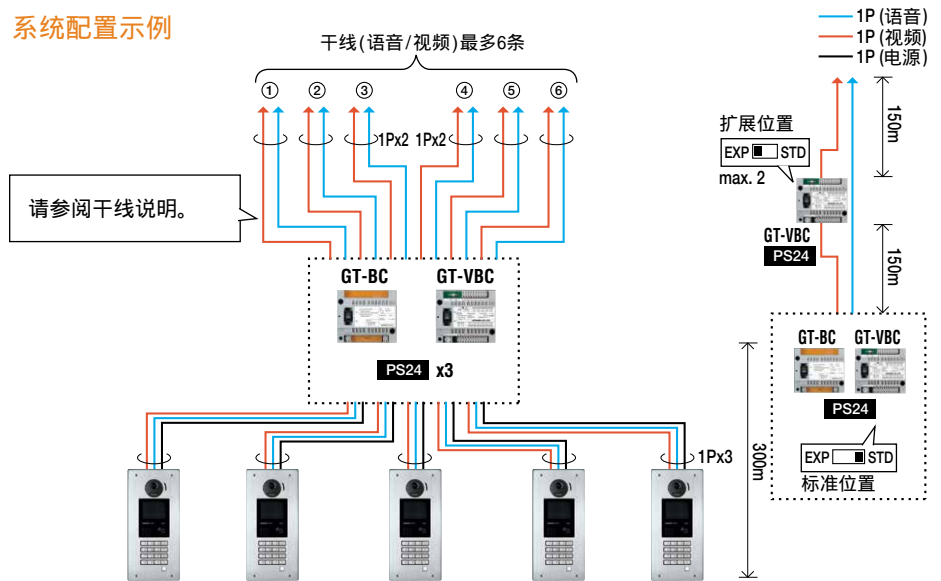 系统配置示例
干线(语音/视频)最多6条
① ② ③ ④ ⑤ ⑥
1Px2 1Px2
请参阅干线说明。
GT-BC GT-VBC
PS24 x3
1Px3
1P (语音)
1P (视频)
1P (电源)
150m
扩展位置
EXP STD
max. 2
GT-VBC
PS24
150m
GT-BC GT-VBC
PS24
EXP STD
标准位置
300m